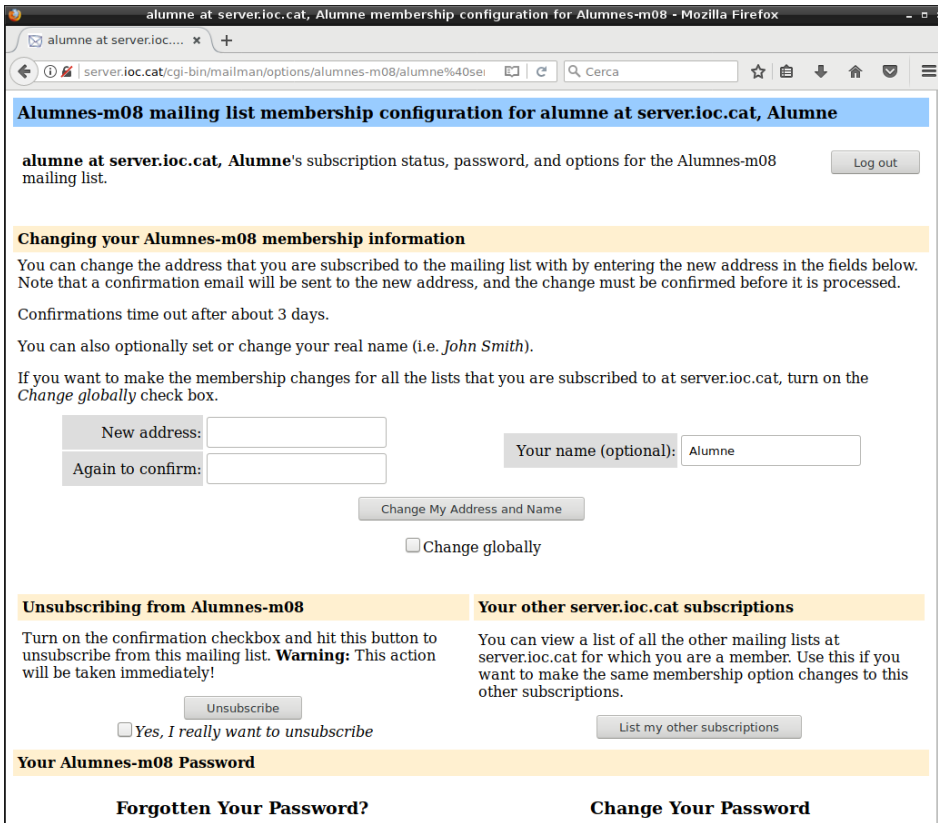 alumne at server.ioc.cat, Alumne membership configuration for Alumnes-m08 - Mozilla Firefox
alumne at server.ioc....
server.ioc.cat/cgi-bin/mailman/options/alumnes-m08/alumne%40ser
Cerca
Alumnes-m08 mailing list membership configuration for alumne at server.ioc.cat, Alumne
alumne at server.ioc.cat, Alumne's subscription status, password, and options for the Alumnes-m08
mailing list.
Log out
Changing your Alumnes-m08 membership information
You can change the address that you are subscribed to the mailing list with by entering the new address in the fields below.
Note that a confirmation email will be sent to the new address, and the change must be confirmed before it is processed.
Confirmations time out after about 3 days.
You can also optionally set or change your real name (i.e. John Smith).
If you want to make the membership changes for all the lists that you are subscribed to at server.ioc.cat, turn on the
Change globally check box.
New address:
Again to confirm:
Your name (optional): Alumne
Change My Address and Name
Change globally
Unsubscribing from Alumnes-m08
Turn on the confirmation checkbox and hit this button to
unsubscribe from this mailing list. Warning: This action
will be taken immediately!
Unsubscribe
Yes, I really want to unsubscribe
Your other server.ioc.cat subscriptions
You can view a list of all the other mailing lists at
server.ioc.cat for which you are a member. Use this if you
want to make the same membership option changes to this
other subscriptions.
List my other subscriptions
Your Alumnes-m08 Password
Forgotten Your Password?
Change Your Password